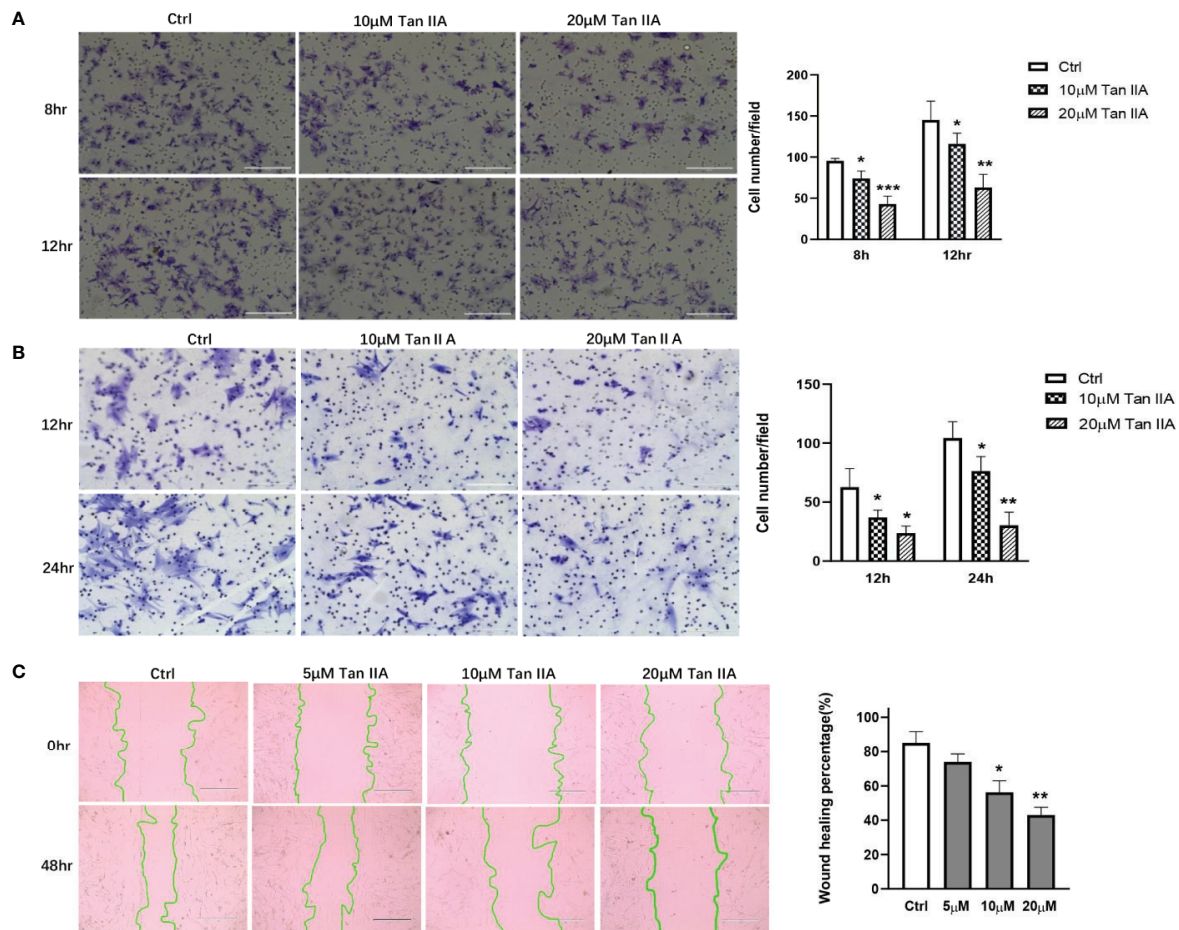 A
Ctrl
10μM Tan IIA
20μM Tan IIA
8hr
12hr
Cell number/field
200
150
100
50
0
*
***
*
**
8h
12hr
Ctrl
10μM Tan IIA
20μM Tan IIA
B
Ctrl
10μM Tan II A
20μM Tan II A
12hr
24hr
Cell number/field
150
100
50
0
*
*
*
**
12h
24h
Ctrl
10μM Tan IIA
20μM Tan IIA
C
Ctrl
5μM Tan IIA
10μM Tan IIA
20μM Tan IIA
0hr
48hr
Wound healing percentage(%)
100
80
60
40
20
0
*
**
Ctrl
5μM
10μM
20μM